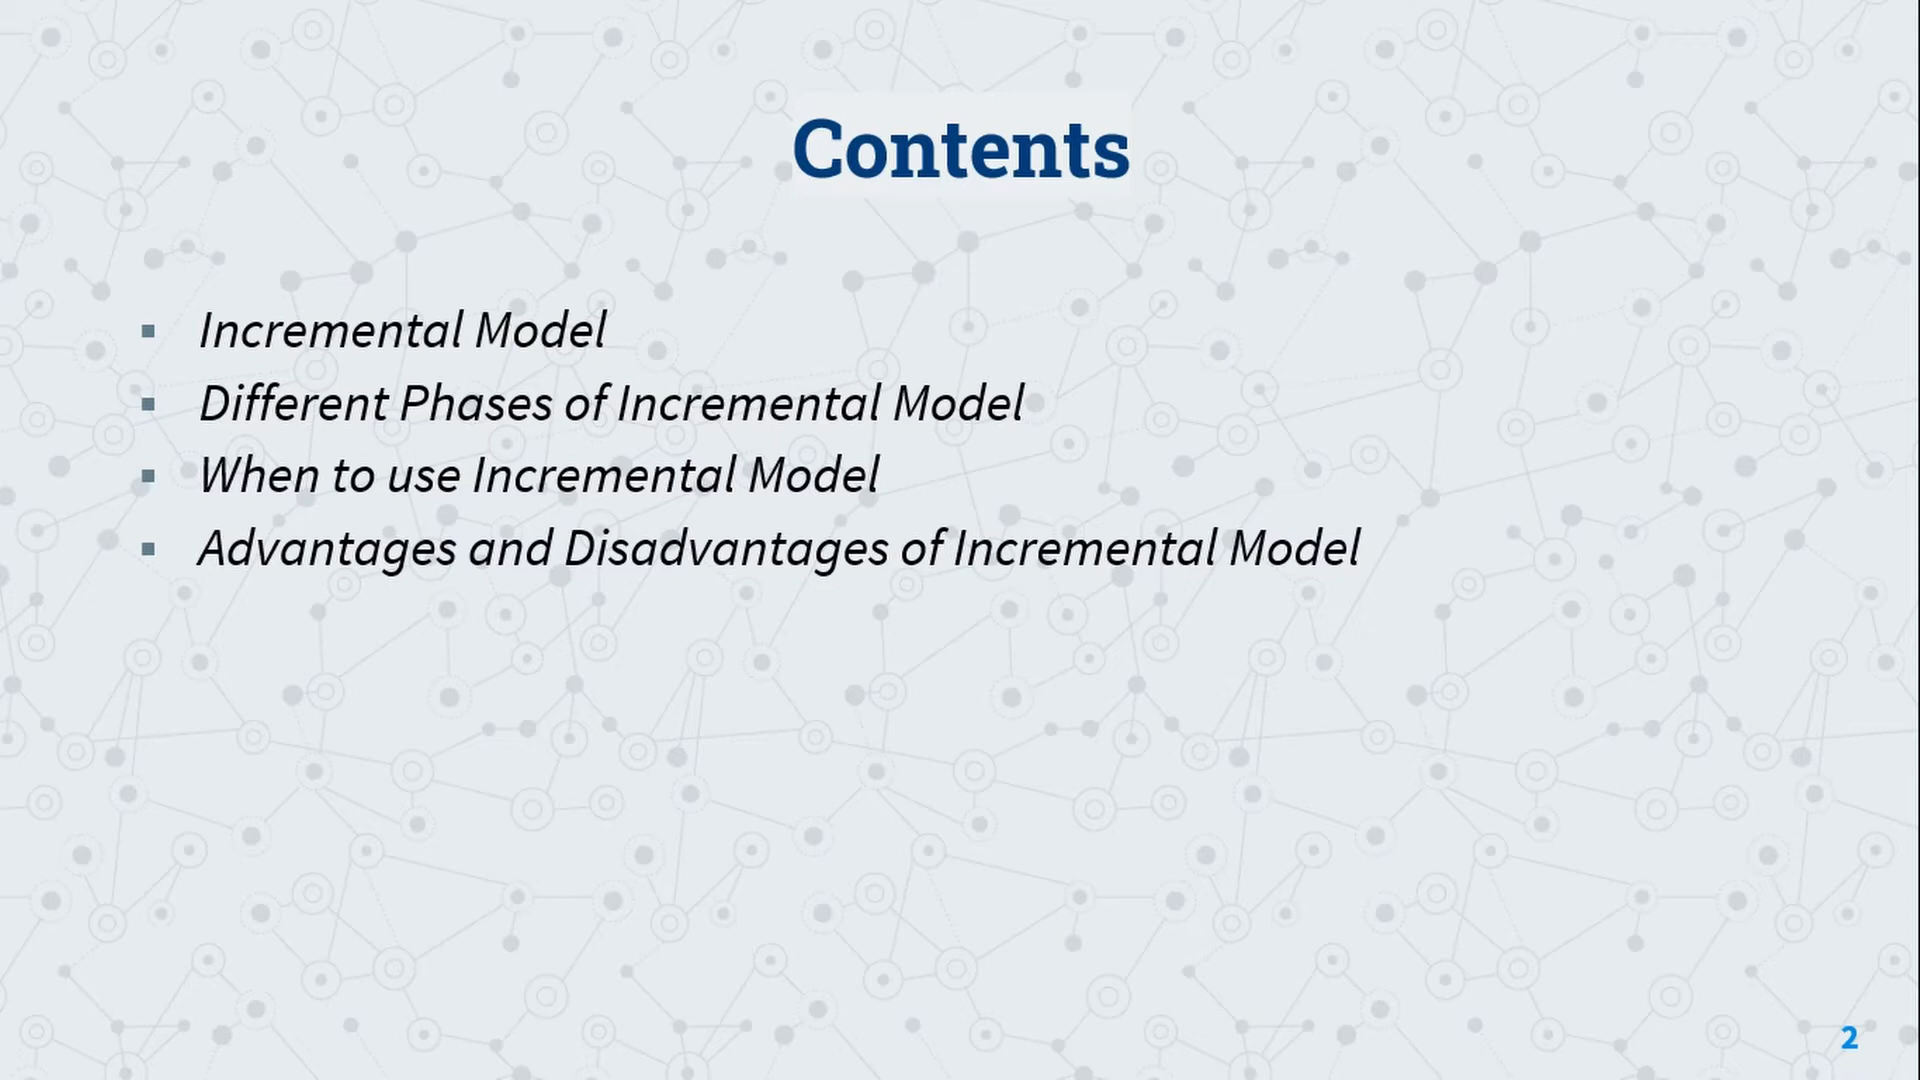 Contents
▪ Incremental Model
▪ Different Phases of Incremental Model
▪ When to use Incremental Model
▪ Advantages and Disadvantages of Incremental Model
2